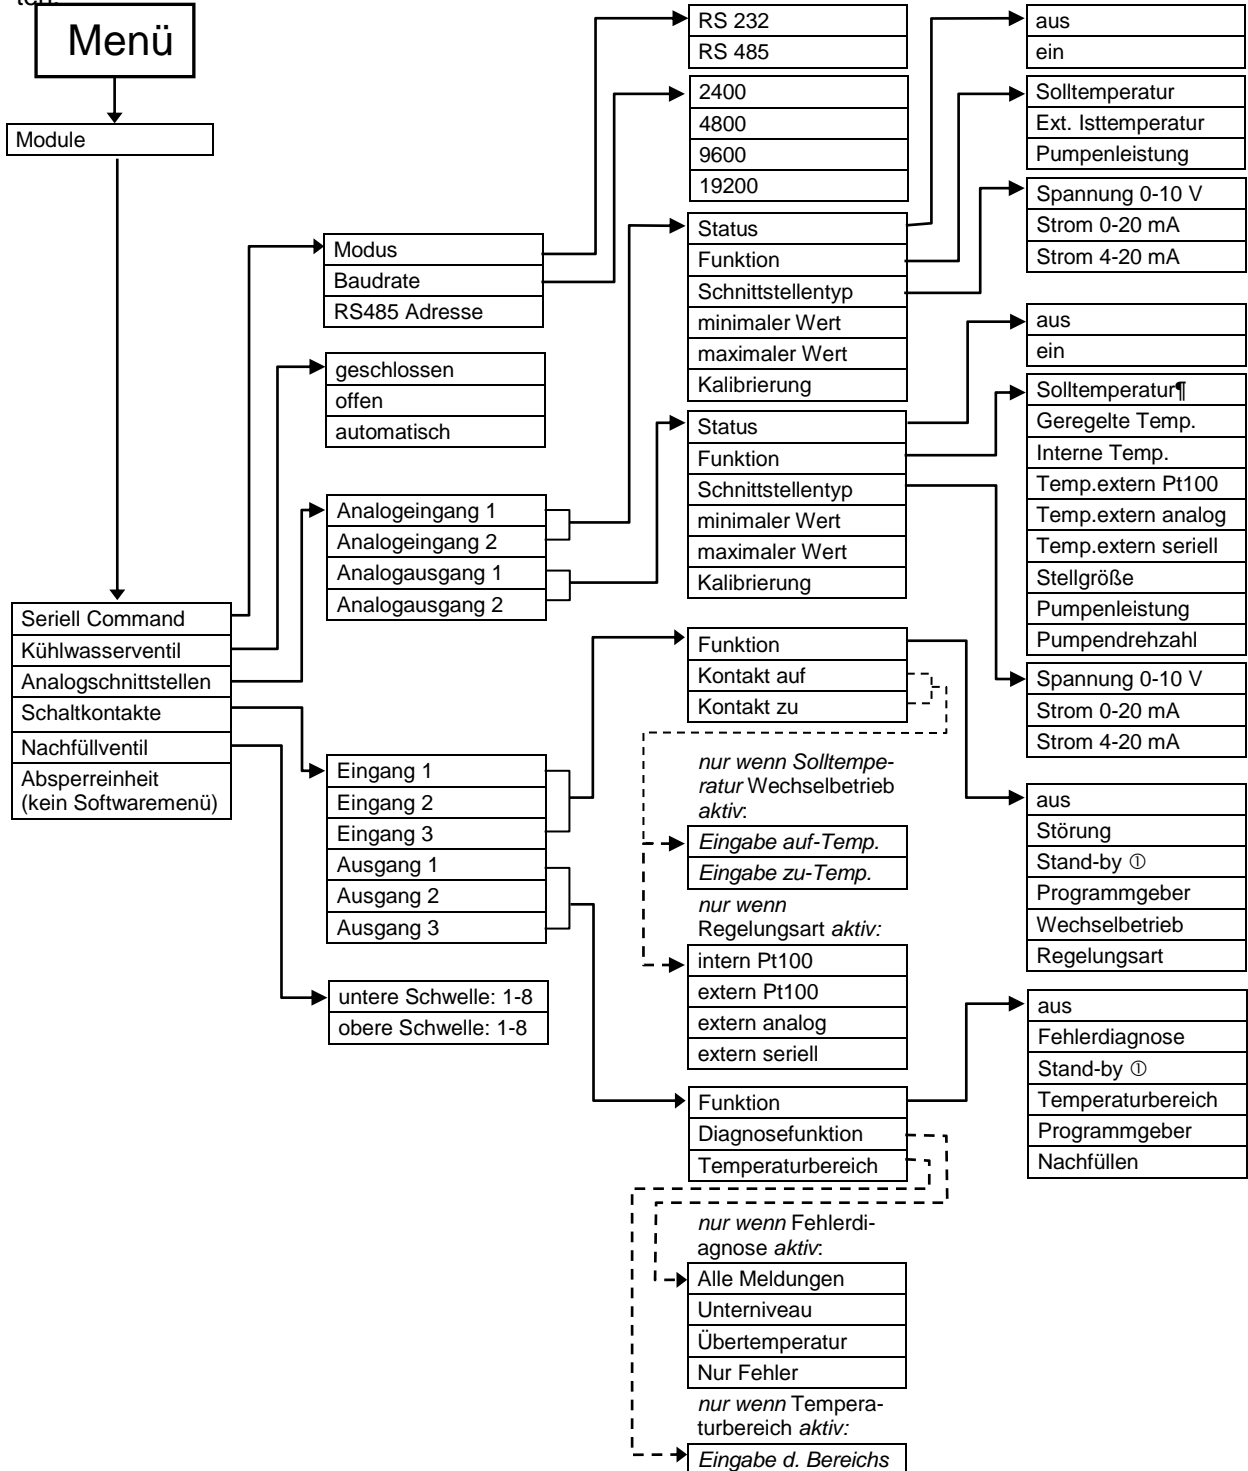 ten.
Menü
Module
Seriell Command
Kühlwasserventil
Analogschnittstellen
Schaltkontakte
Nachfüllventil
Absperreinheit
(kein Softwaremenü)
Modus
Baudrate
RS485 Adresse
geschlossen
offen
automatisch
Analogeingang 1
Analogeingang 2
Analogausgang 1
Analogausgang 2
Eingang 1
Eingang 2
Eingang 3
Ausgang 1
Ausgang 2
Ausgang 3
untere Schwelle: 1-8
obere Schwelle: 1-8
RS 232
RS 485
2400
4800
9600
19200
Status
Funktion
Schnittstellentyp
minimaler Wert
maximaler Wert
Kalibrierung
Status
Funktion
Schnittstellentyp
minimaler Wert
maximaler Wert
Kalibrierung
Funktion
Kontakt auf
Kontakt zu
nur wenn Solltempe-
ratur Wechselbetrieb
aktiv:
Eingabe auf-Temp.
Eingabe zu-Temp.
nur wenn
Regelungsart aktiv:
intern Pt100
extern Pt100
extern analog
extern seriell
Funktion
Diagnosefunktion
Temperaturbereich
nur wenn Fehlerdi-
agnose aktiv:
Alle Meldungen
Unterniveau
Übertemperatur
Nur Fehler
nur wenn Tempera-
turbereich aktiv:
Eingabe d. Bereichs
aus
ein
Solltemperatur
Ext. Isttemperatur
Pumpenleistung
Spannung 0-10 V
Strom 0-20 mA
Strom 4-20 mA
aus
ein
Solltemperatur¶
Geregelte Temp.
Interne Temp.
Temp.extern Pt100
Temp.extern analog
Temp.extern seriell
Stellgröße
Pumpenleistung
Pumpendrehzahl
Spannung 0-10 V
Strom 0-20 mA
Strom 4-20 mA
aus
Störung
Stand-by ①
Programmgeber
Wechselbetrieb
Regelungsart
aus
Fehlerdiagnose
Stand-by ①
Temperaturbereich
Programmgeber
Nachfüllen